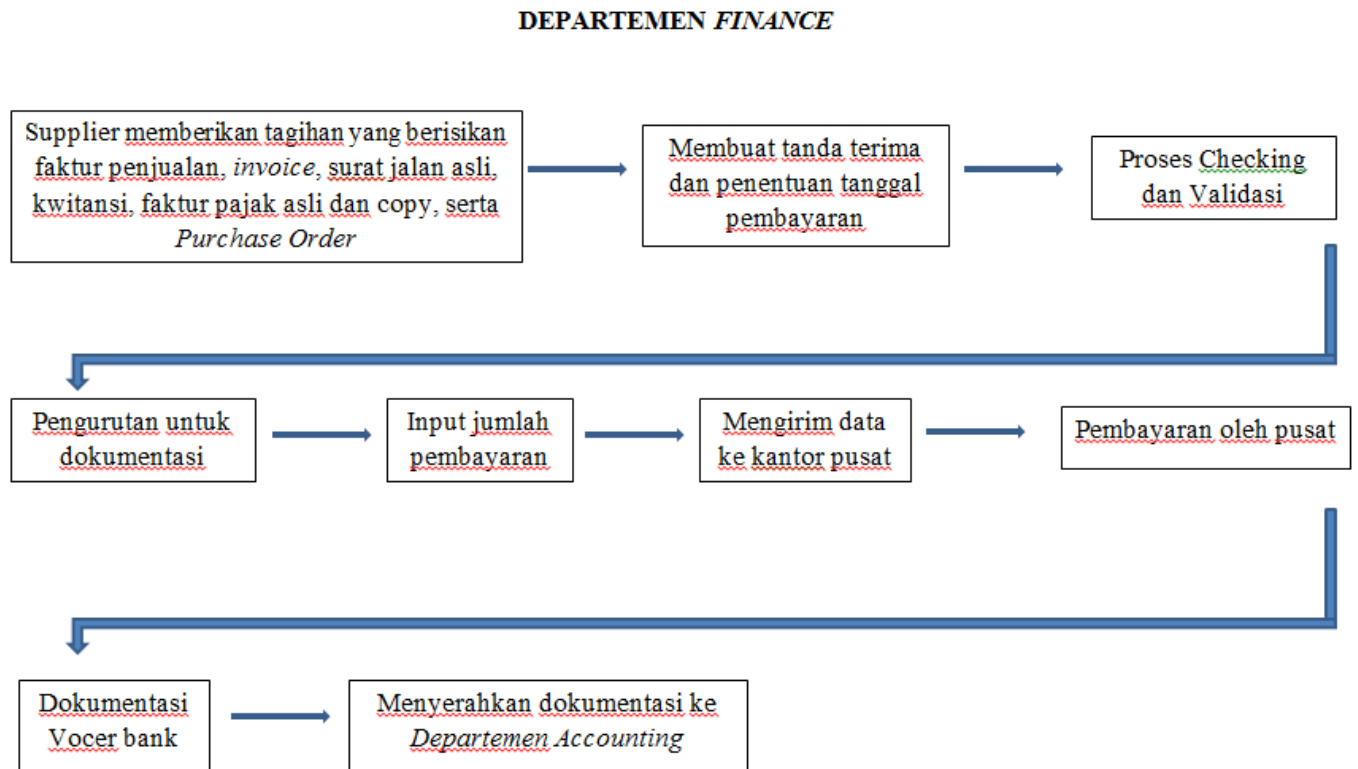 DEPARTEMEN FINANCE
Supplier memberikan tagihan yang berisikan
faktur penjualan, invoice, surat jalan asli,
kwitansi, faktur pajak asli dan copy, serta
Purchase Order
Membuat tanda terima
dan penentuan tanggal
pembayaran
Proses Checking
dan Validasi
Pengurutan untuk
dokumentasi
Input jumlah
pembayaran
Mengirim data
ke kantor pusat
Pembayaran oleh pusat
Dokumentasi
Vocer bank
Menyerahkan dokumentasi ke
Departemen Accounting